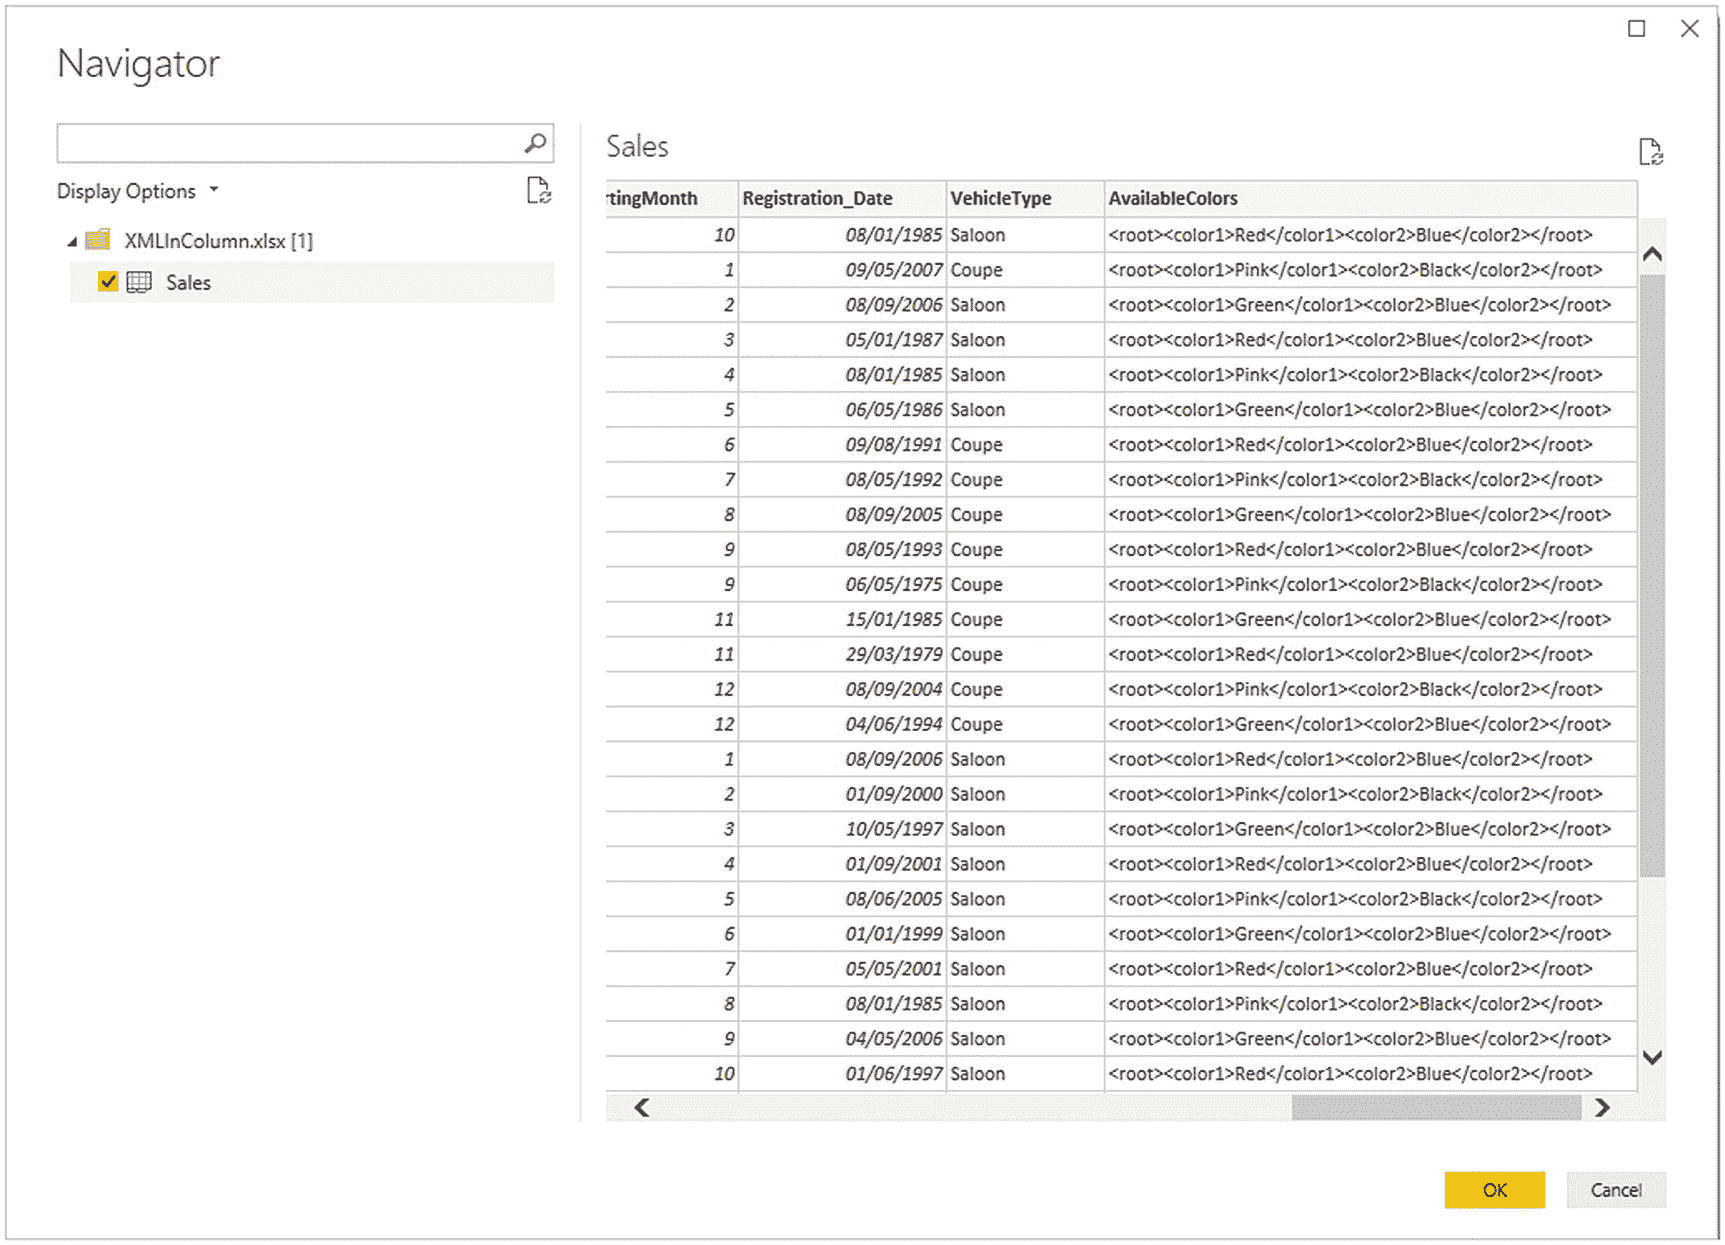 Navigator
Display Options
XMLInColumn.xlsx [1]
Sales
Sales
rtingMonth Registration_Date VehicleType AvailableColors
10 08/01/1985 Saloon <root><color1>Red</color1><color2>Blue</color2></root>
1 09/05/2007 Coupe <root><color1>Pink</color1><color2>Black</color2></root>
2 08/09/2006 Saloon <root><color1>Green</color1><color2>Blue</color2></root>
3 05/01/1987 Saloon <root><color1>Red</color1><color2>Blue</color2></root>
4 08/01/1985 Saloon <root><color1>Pink</color1><color2>Black</color2></root>
5 06/05/1986 Saloon <root><color1>Green</color1><color2>Blue</color2></root>
6 09/08/1991 Coupe <root><color1>Red</color1><color2>Blue</color2></root>
7 08/05/1992 Coupe <root><color1>Pink</color1><color2>Black</color2></root>
8 08/09/2005 Coupe <root><color1>Green</color1><color2>Blue</color2></root>
9 08/05/1993 Coupe <root><color1>Red</color1><color2>Blue</color2></root>
9 06/05/1975 Coupe <root><color1>Pink</color1><color2>Black</color2></root>
11 15/01/1985 Coupe <root><color1>Green</color1><color2>Blue</color2></root>
11 29/03/1979 Coupe <root><color1>Red</color1><color2>Blue</color2></root>
12 08/09/2004 Coupe <root><color1>Pink</color1><color2>Black</color2></root>
12 04/06/1994 Coupe <root><color1>Green</color1><color2>Blue</color2></root>
1 08/09/2006 Saloon <root><color1>Red</color1><color2>Blue</color2></root>
2 01/09/2000 Saloon <root><color1>Pink</color1><color2>Black</color2></root>
3 10/05/1997 Saloon <root><color1>Green</color1><color2>Blue</color2></root>
4 01/09/2001 Saloon <root><color1>Red</color1><color2>Blue</color2></root>
5 08/06/2005 Saloon <root><color1>Pink</color1><color2>Black</color2></root>
6 01/01/1999 Saloon <root><color1>Green</color1><color2>Blue</color2></root>
7 05/05/2001 Saloon <root><color1>Red</color1><color2>Blue</color2></root>
8 08/01/1985 Saloon <root><color1>Pink</color1><color2>Black</color2></root>
9 04/05/2006 Saloon <root><color1>Green</color1><color2>Blue</color2></root>
10 01/06/1997 Saloon <root><color1>Red</color1><color2>Blue</color2></root>
OK Cancel